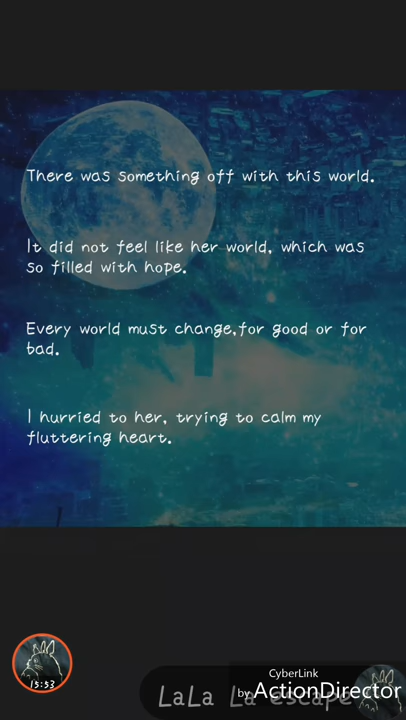 There was something off with this world.
It did not feel like her world, which was
so filled with hope.
Every world must change,for good or for
bad.
I hurried to her, trying to calm my
fluttering heart.
15:53
CyberLink
by ActionDirector
LaLa La escape